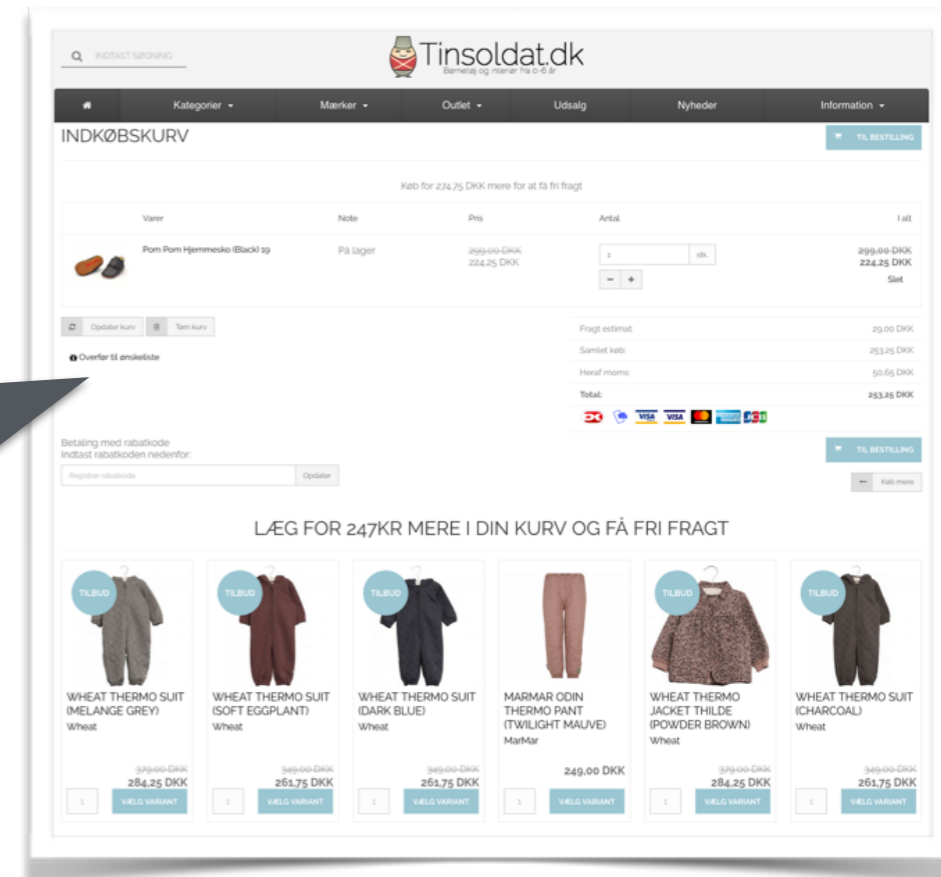 INDTAST SØGNING
Tinsoldat.dk
Børnetøj og interiør fra 0-6 år
Kategorier Mærker Outlet Udsalg Nyheder Information
INDKØBSKURV
TIL BESTILLING
Køb for 274,75 DKK mere for at få fri fragt
Varer Note Pris Antal I alt
Pom Pom Hjemmesko (Black) 19 På lager 299,00 DKK 1 stk. 299,00 DKK
224,25 DKK 224,25 DKK
- + Slet
Opdater kurv Tøm kurv
Overfør til ønskeliste
Fragt estimat: 29,00 DKK
Samlet køb: 253,25 DKK
Heraf moms: 50,65 DKK
Total: 253,25 DKK
VISA VISA JCB
Betaling med rabatkode
Indtast rabatkoden nedenfor:
Registrer rabatkode Opdater
TIL BESTILLING
Køb mere
LÆG FOR 247KR MERE I DIN KURV OG FÅ FRI FRAGT
TILBUD
WHEAT THERMO SUIT
(MELANGE GREY)
Wheat
379,00 DKK
284,25 DKK
1 VÆLG VARIANT
TILBUD
WHEAT THERMO SUIT
(SOFT EGGPLANT)
Wheat
349,00 DKK
261,75 DKK
1 VÆLG VARIANT
TILBUD
WHEAT THERMO SUIT
(DARK BLUE)
Wheat
349,00 DKK
261,75 DKK
1 VÆLG VARIANT
MARMAR ODIN
THERMO PANT
(TWILIGHT MAUVE)
MarMar
249,00 DKK
1 VÆLG VARIANT
TILBUD
WHEAT THERMO
JACKET THILDE
(POWDER BROWN)
Wheat
379,00 DKK
284,25 DKK
1 VÆLG VARIANT
TILBUD
WHEAT THERMO SUIT
(CHARCOAL)
Wheat
349,00 DKK
261,75 DKK
1 VÆLG VARIANT